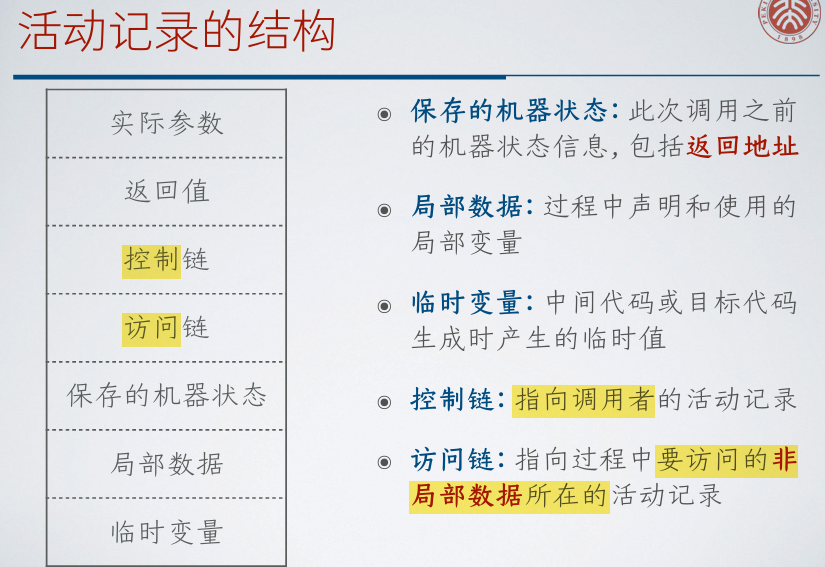 活动记录的结构
实际参数
返回值
控制链
访问链
保存的机器状态
局部数据
临时变量
保存的机器状态：此次调用之前
的机器状态信息, 包括返回地址
局部数据：过程中声明和使用的
局部变量
临时变量：中间代码或目标代码
生成时产生的临时值
控制链：指向调用者的活动记录
访问链：指向过程中要访问的非
局部数据所在的活动记录